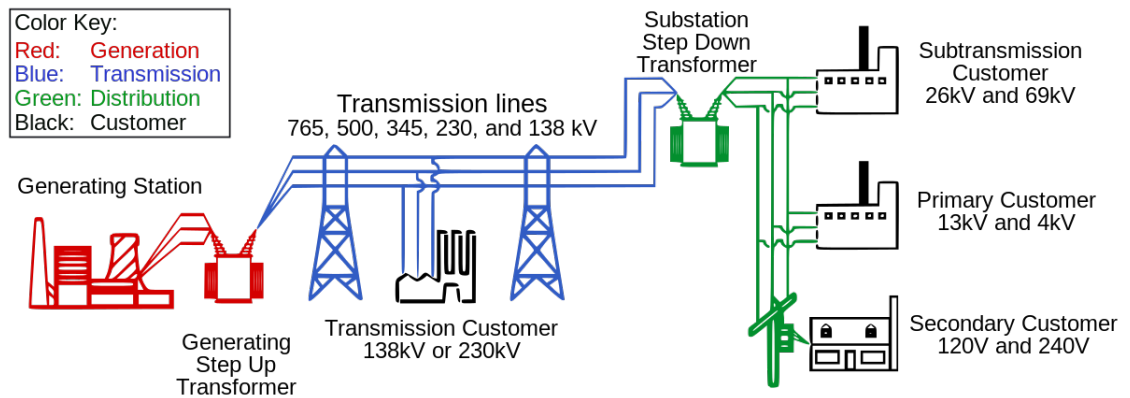 Color Key:
Red: Generation
Blue: Transmission
Green: Distribution
Black: Customer
Generating Station
Generating
Step Up
Transformer
Transmission lines
765, 500, 345, 230, and 138 kV
Transmission Customer
138kV or 230kV
Substation
Step Down
Transformer
Subtransmission
Customer
26kV and 69kV
Primary Customer
13kV and 4kV
Secondary Customer
120V and 240V